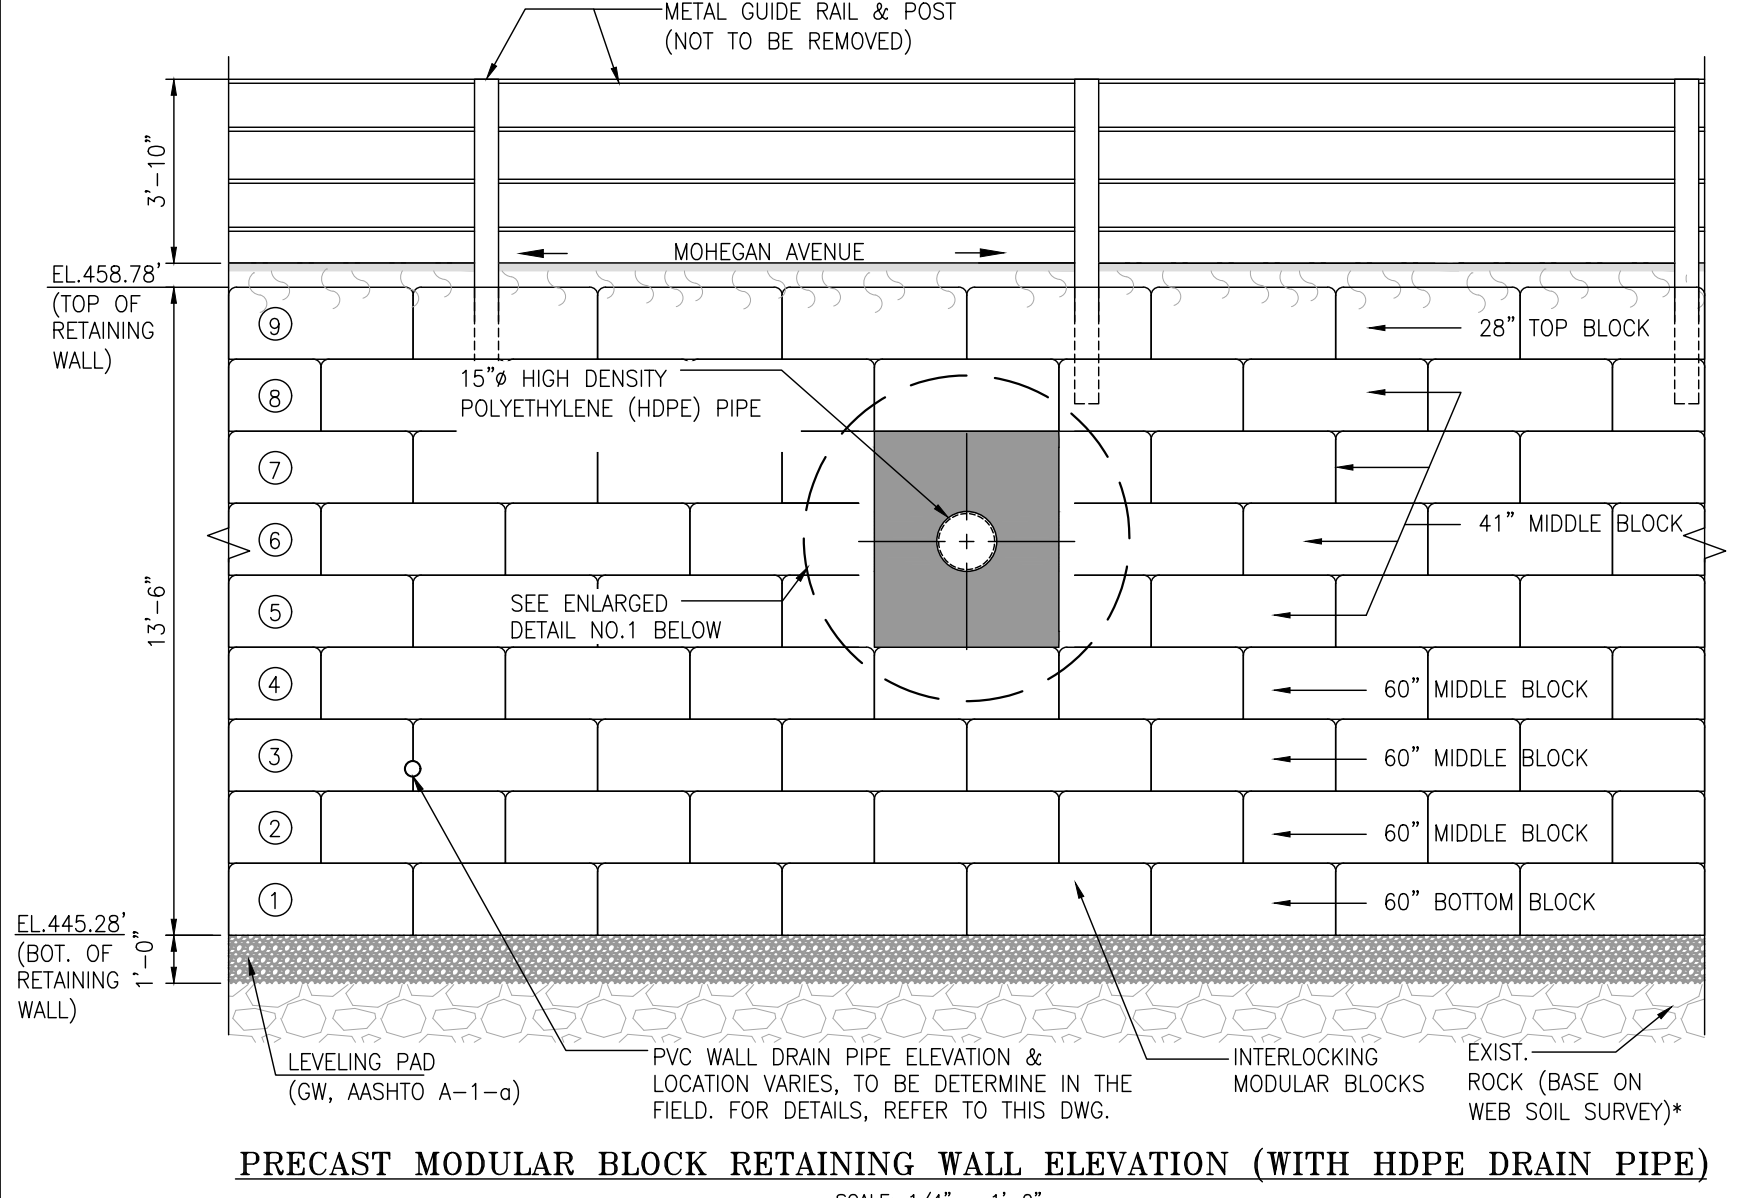 METAL GUIDE RAIL & POST
(NOT TO BE REMOVED)
3'-10"
MOHEGAN AVENUE
EL.458.78'
(TOP OF
RETAINING
WALL)
9
28" TOP BLOCK
15"ø HIGH DENSITY
POLYETHYLENE (HDPE) PIPE
8
7
6
41" MIDDLE BLOCK
13'-6"
5
SEE ENLARGED
DETAIL NO.1 BELOW
4
60" MIDDLE BLOCK
3
60" MIDDLE BLOCK
2
60" MIDDLE BLOCK
1
60" BOTTOM BLOCK
EL.445.28'
(BOT. OF
RETAINING
WALL)
1'-0"
LEVELING PAD
(GW, AASHTO A-1-a)
PVC WALL DRAIN PIPE ELEVATION &
LOCATION VARIES, TO BE DETERMINE IN THE
FIELD. FOR DETAILS, REFER TO THIS DWG.
INTERLOCKING
MODULAR BLOCKS
EXIST.
ROCK (BASE ON
WEB SOIL SURVEY)*
PRECAST MODULAR BLOCK RETAINING WALL ELEVATION (WITH HDPE DRAIN PIPE)